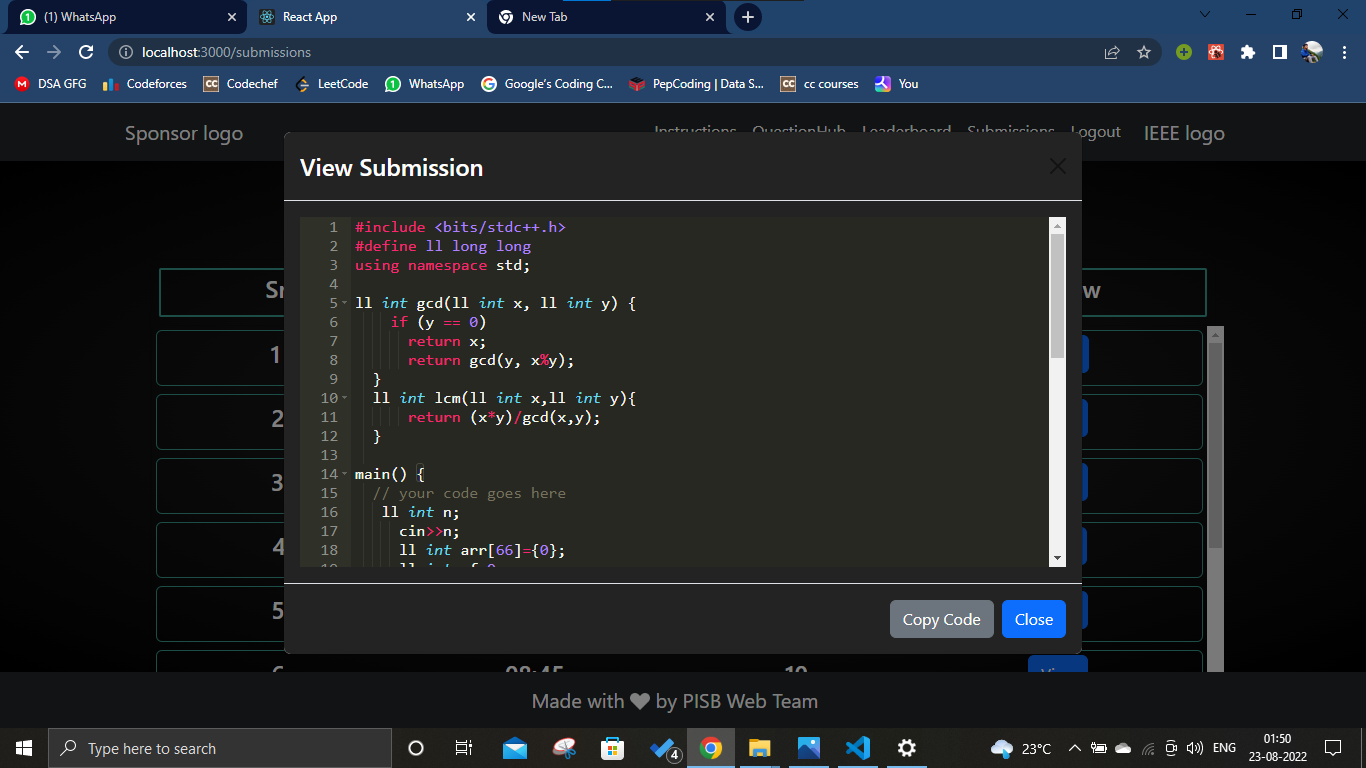 (1) WhatsApp
React App
New Tab
localhost:3000/submissions
DSA GFG
Codeforces
CC Codechef
LeetCode
WhatsApp
Google's Coding C...
PepCoding | Data S...
CC cc courses
You
Sponsor logo
Instructions
QuestionHub
Leaderboard
Submissions
Logout
IEEE logo
View Submission
1 #include <bits/stdc++.h>
2 #define ll long long
3 using namespace std;
4
5 ll int gcd(ll int x, ll int y) {
6 if (y == 0)
7 return x;
8 return gcd(y, x%y);
9 }
10 ll int lcm(ll int x,ll int y){
11 return (x*y)/gcd(x,y);
12 }
13
14 main() {
15 // your code goes here
16 ll int n;
17 cin>>n;
18 ll int arr[66]={0};
1
2
3
4
5
Copy Code
Close
Made with ❤ by PISB Web Team
Type here to search
4
23°C
ENG
01:50
23-08-2022